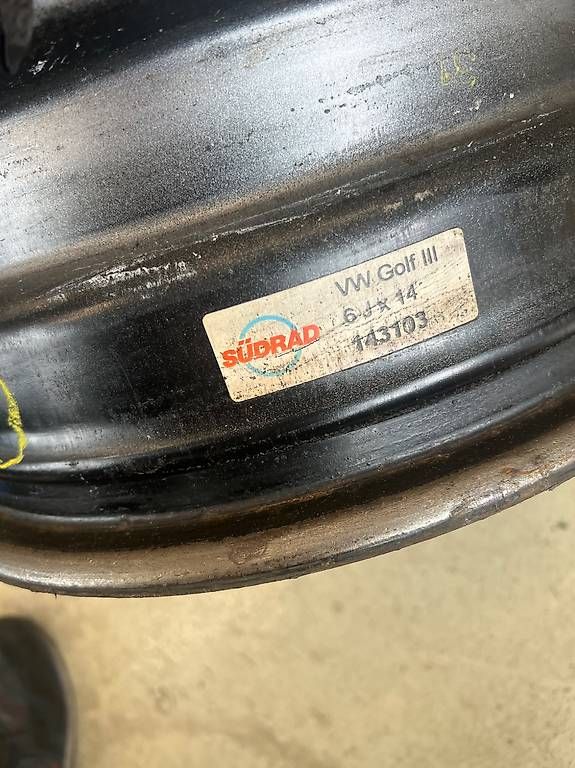 VW Golf III
SÜDRAD
6 J x 14
143103